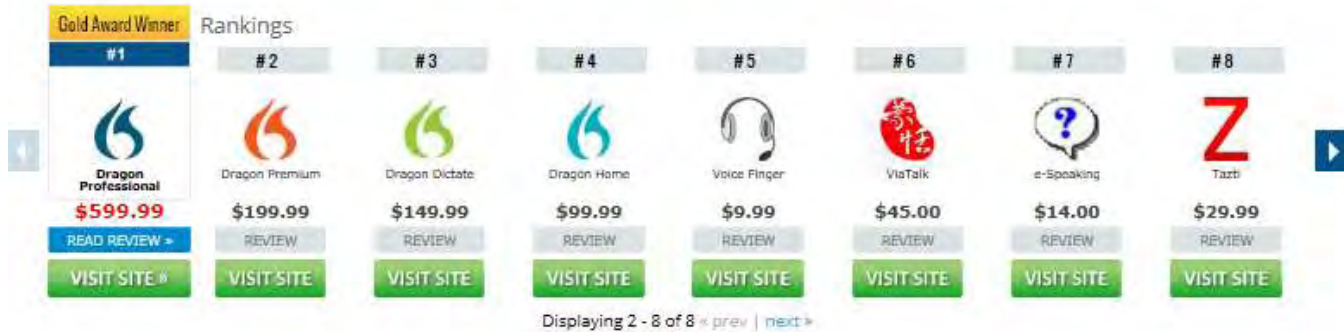 Gold Award Winner Rankings
#1 #2 #3 #4 #5 #6 #7 #8
?
蒙
恬
Dragon Professional Dragon Premium Dragon Dictate Dragon Home Voice Finger ViaTalk e-Speaking Tazti
$599.99 $199.99 $149.99 $99.99 $9.99 $45.00 $14.00 $29.99
READ REVIEW » REVIEW REVIEW REVIEW REVIEW REVIEW REVIEW REVIEW
VISIT SITE » VISIT SITE VISIT SITE VISIT SITE VISIT SITE VISIT SITE VISIT SITE VISIT SITE
Displaying 2 - 8 of 8 « prev | next »